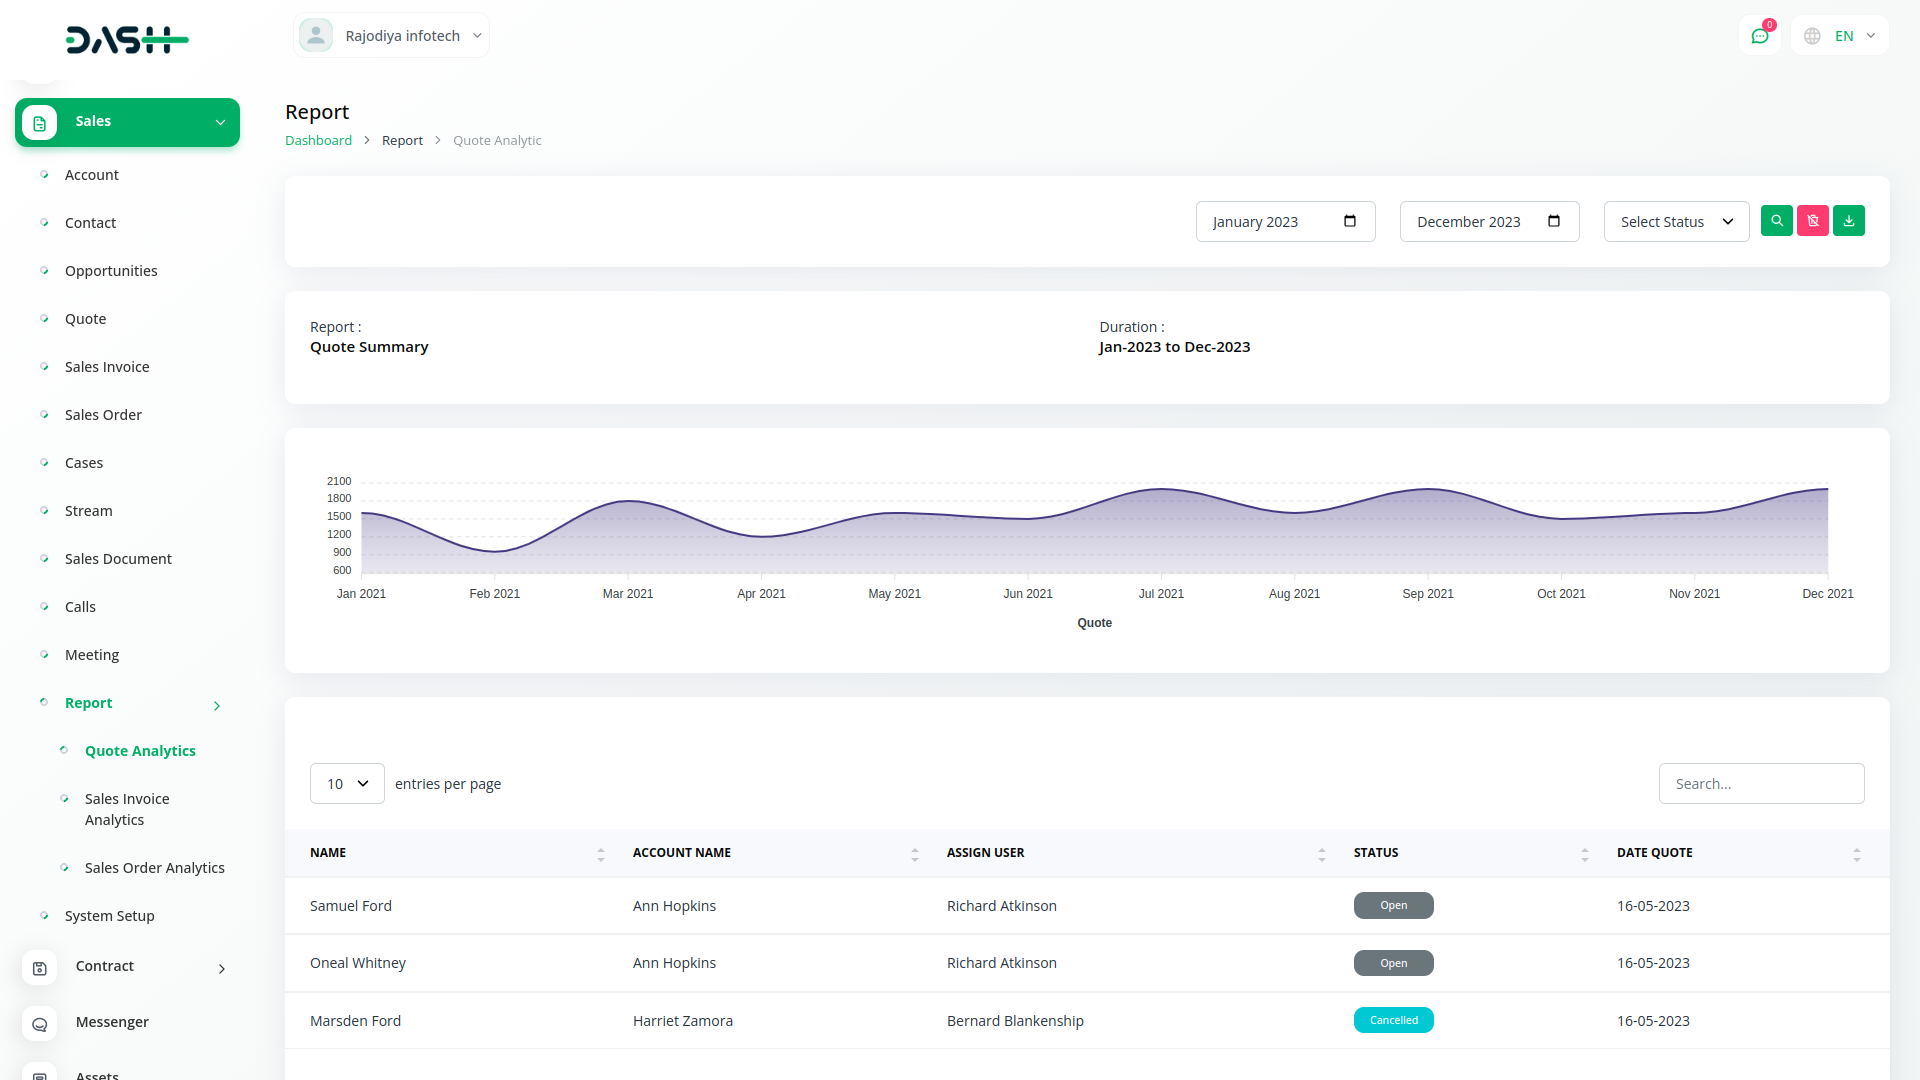 DASH
Rajodiya infotech
0
EN
Sales
Account
Contact
Opportunities
Quote
Sales Invoice
Sales Order
Cases
Stream
Sales Document
Calls
Meeting
Report
Quote Analytics
Sales Invoice
Analytics
Sales Order Analytics
System Setup
Contract
Messenger
Assets
Report
Dashboard > Report > Quote Analytic
January 2023
December 2023
Select Status
Report :
Quote Summary
Duration :
Jan-2023 to Dec-2023
2100
1800
1500
1200
900
600
Jan 2021 Feb 2021 Mar 2021 Apr 2021 May 2021 Jun 2021 Jul 2021 Aug 2021 Sep 2021 Oct 2021 Nov 2021 Dec 2021
Quote
10 entries per page
Search...
NAME ACCOUNT NAME ASSIGN USER STATUS DATE QUOTE
Samuel Ford Ann Hopkins Richard Atkinson Open 16-05-2023
Oneal Whitney Ann Hopkins Richard Atkinson Open 16-05-2023
Marsden Ford Harriet Zamora Bernard Blankenship Cancelled 16-05-2023